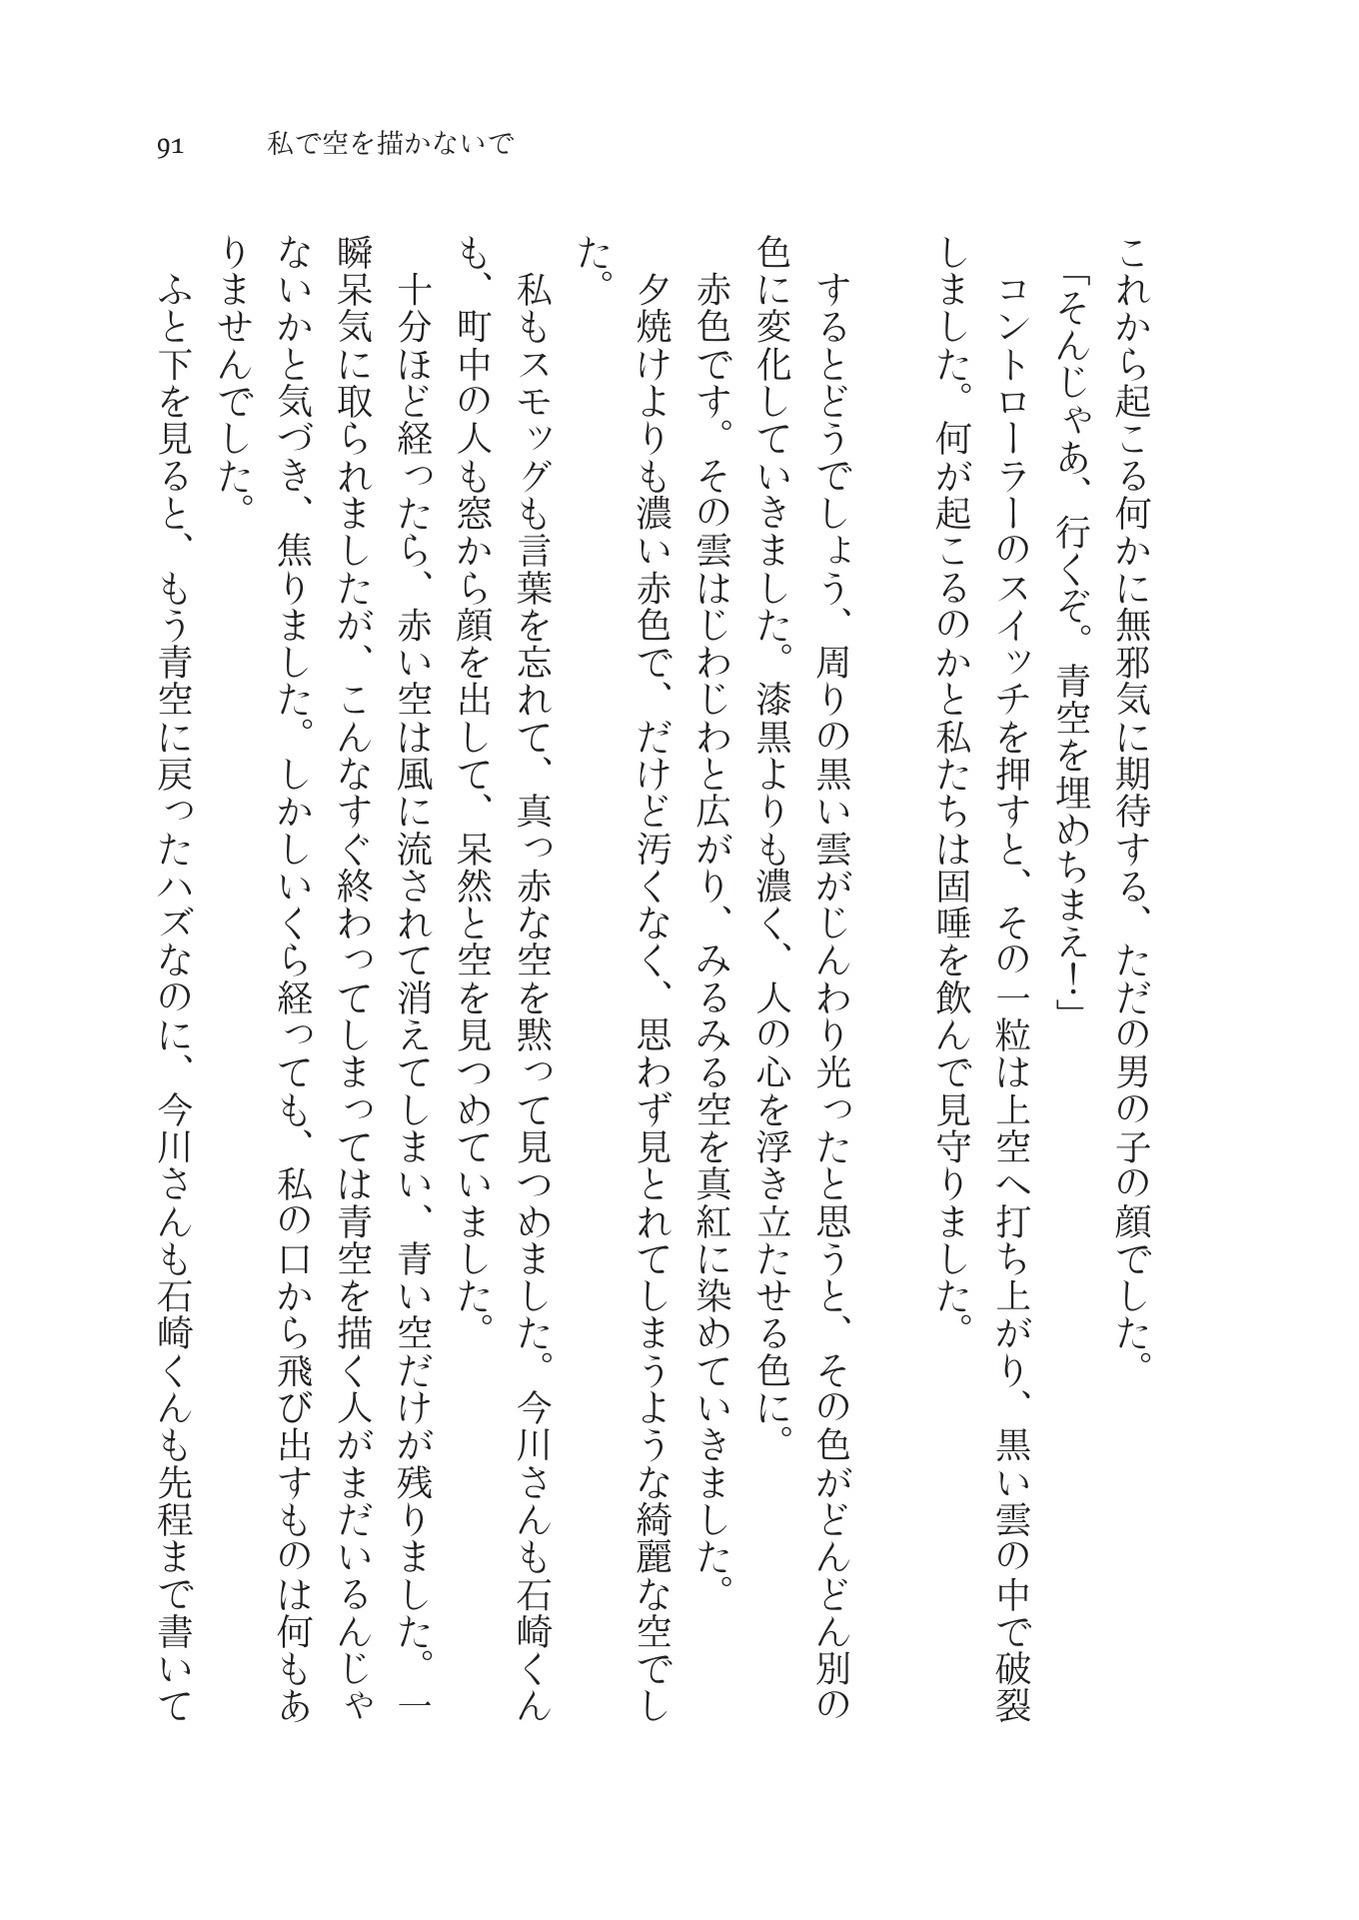 91　私で空を描かないで
これから起こる何かに無邪気に期待する、ただの男の子の顔でした。
「そんじゃあ、行くぞ。青空を埋めちまえ！」
　コントローラーのスイッチを押すと、その一粒は上空へ打ち上がり、黒い雲の中で破裂
しました。何が起こるのかと私たちは固唾を飲んで見守りました。
　するとどうでしょう、周りの黒い雲がじんわり光ったと思うと、その色がどんどん別の
色に変化していきました。漆黒よりも濃く、人の心を浮き立たせる色に。
　赤色です。その雲はじわじわと広がり、みるみる空を真紅に染めていきました。
　夕焼けよりも濃い赤色で、だけど汚くなく、思わず見とれてしまうような綺麗な空でし
た。
　私もスモッグも言葉を忘れて、真っ赤な空を黙って見つめました。今川さんも石崎くん
も、町中の人も窓から顔を出して、呆然と空を見つめていました。
　十分ほど経ったら、赤い空は風に流されて消えてしまい、青い空だけが残りました。一
瞬呆気に取られましたが、こんなすぐ終わってしまっては青空を描く人がまだいるんじゃ
ないかと気づき、焦りました。しかしいくら経っても、私の口から飛び出すものは何もあ
りませんでした。
　ふと下を見ると、もう青空に戻ったハズなのに、今川さんも石崎くんも先程まで書いて